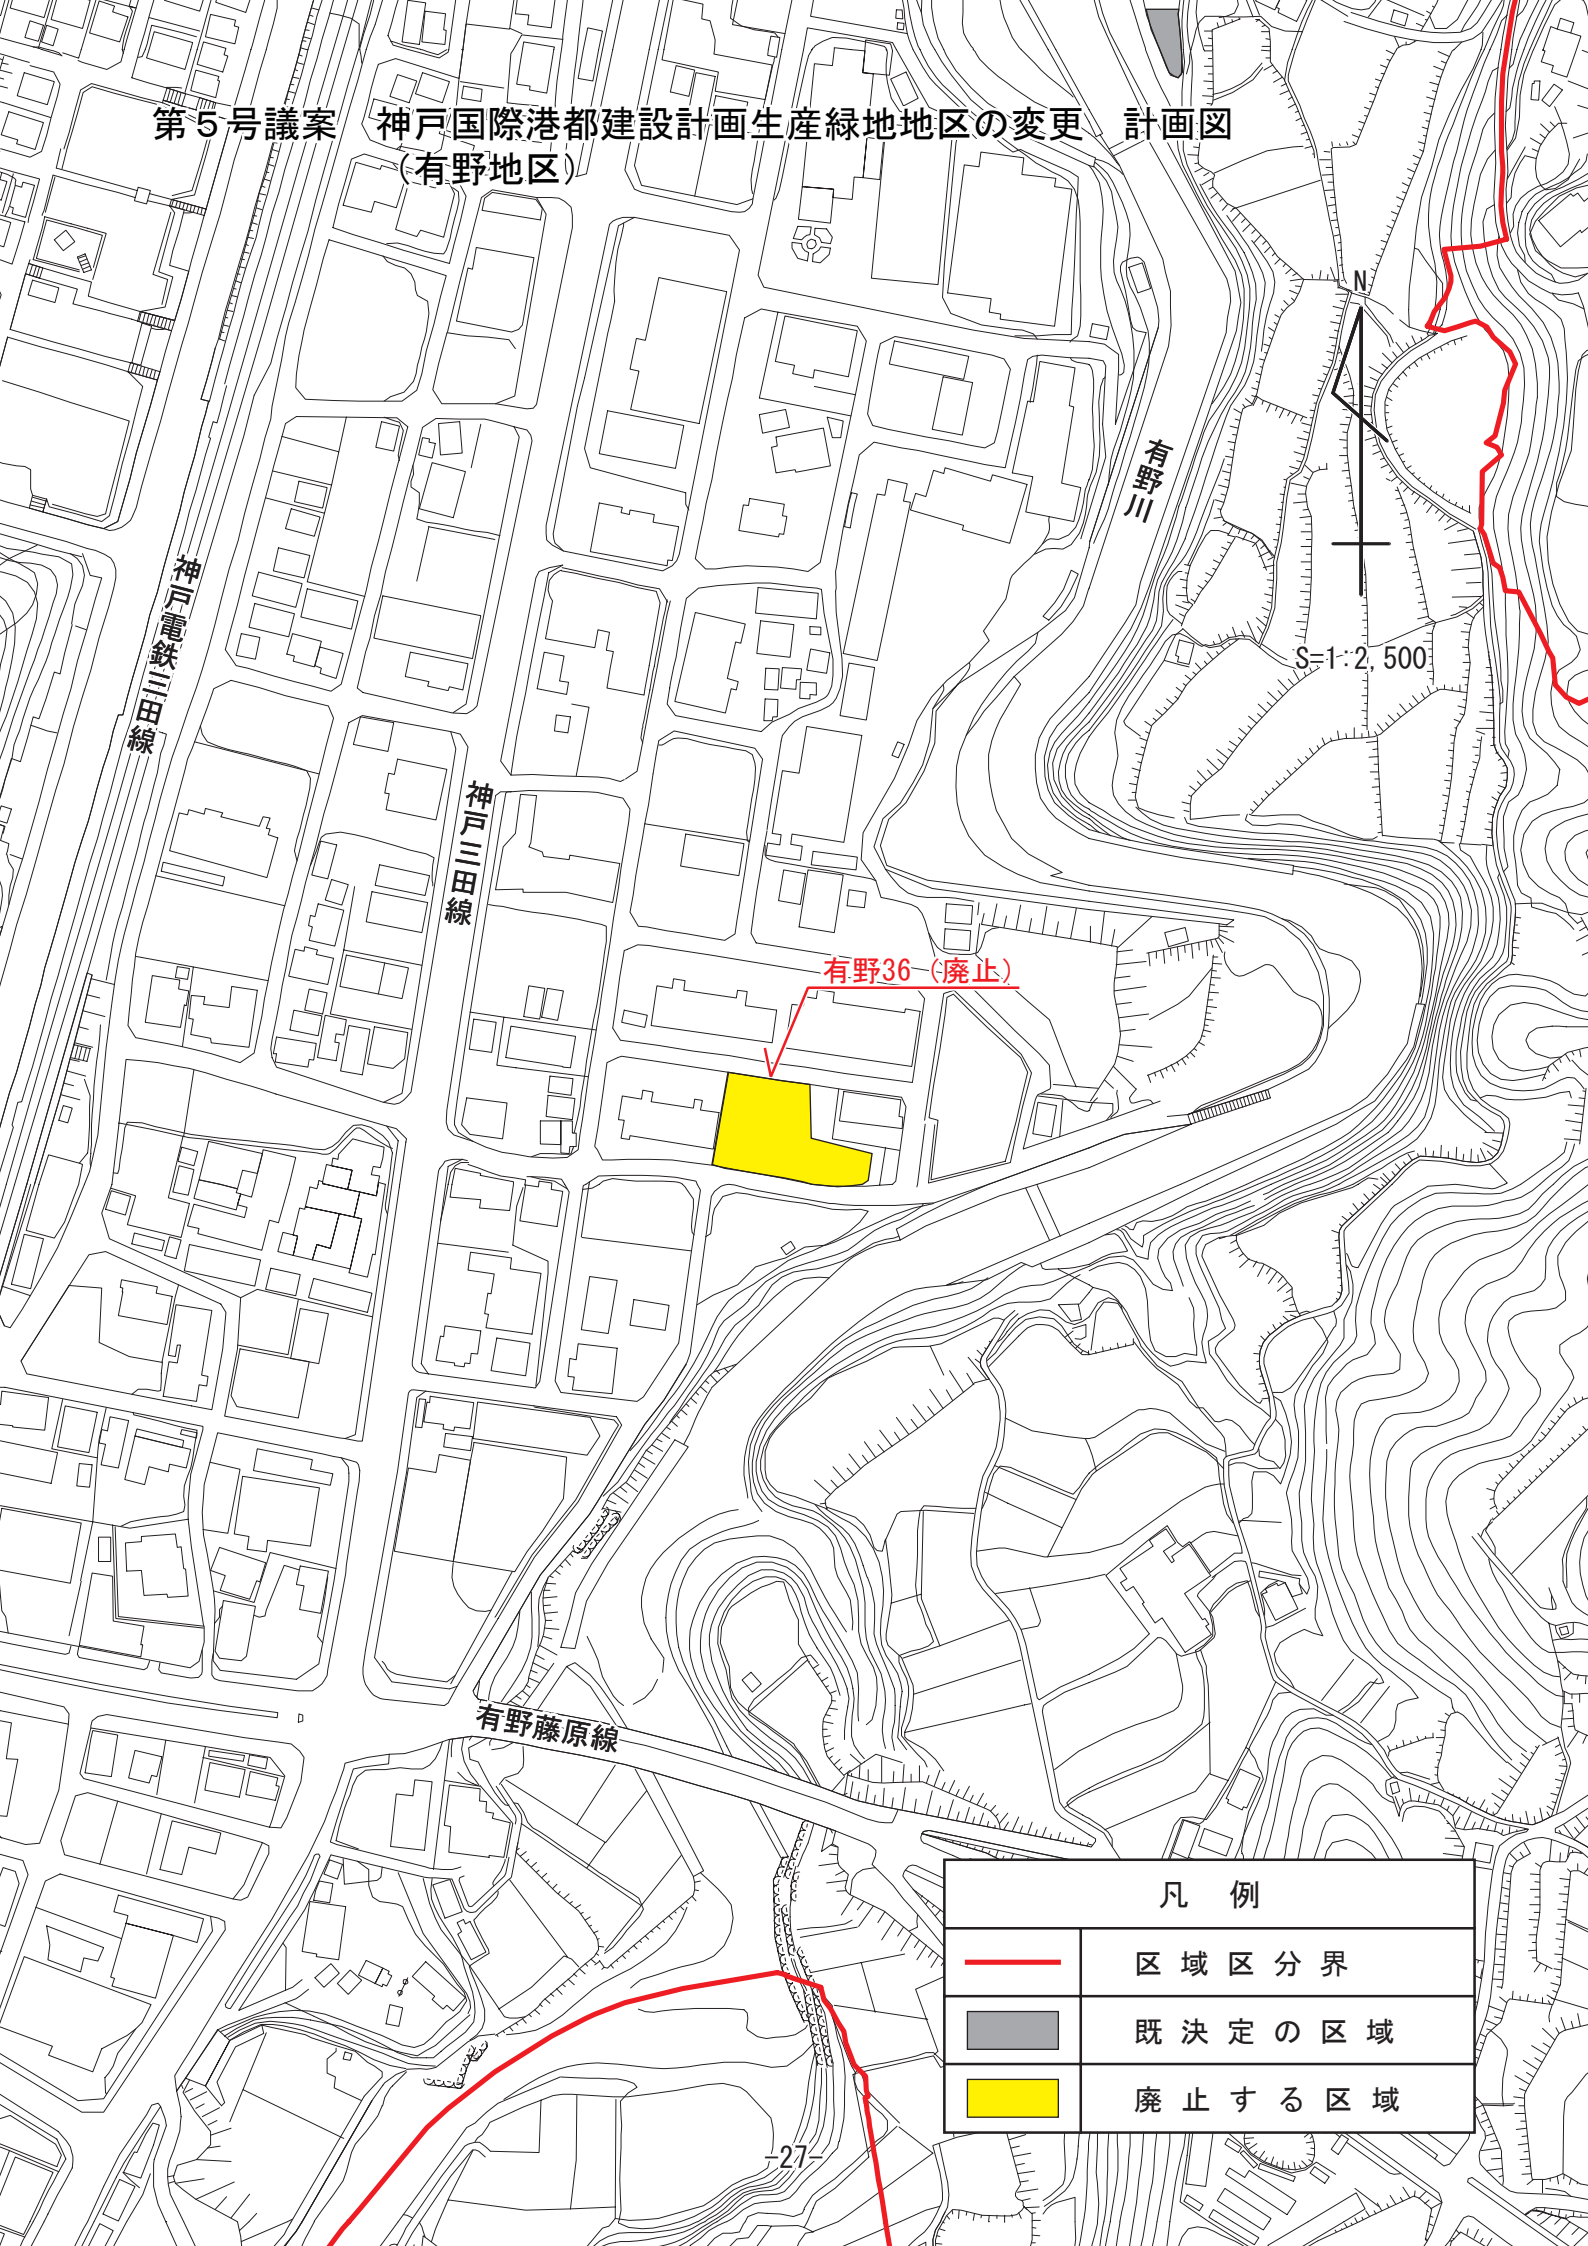 第５号議案　神戸国際港都建設計画生産緑地地区の変更　計画図
（有野地区）
N
有野川
神戸電鉄三田線
S=1:2,500
神戸三田線
有野36（廃止）
有野藤原線
凡例
区域区分界
既決定の区域
廃止する区域
-27-